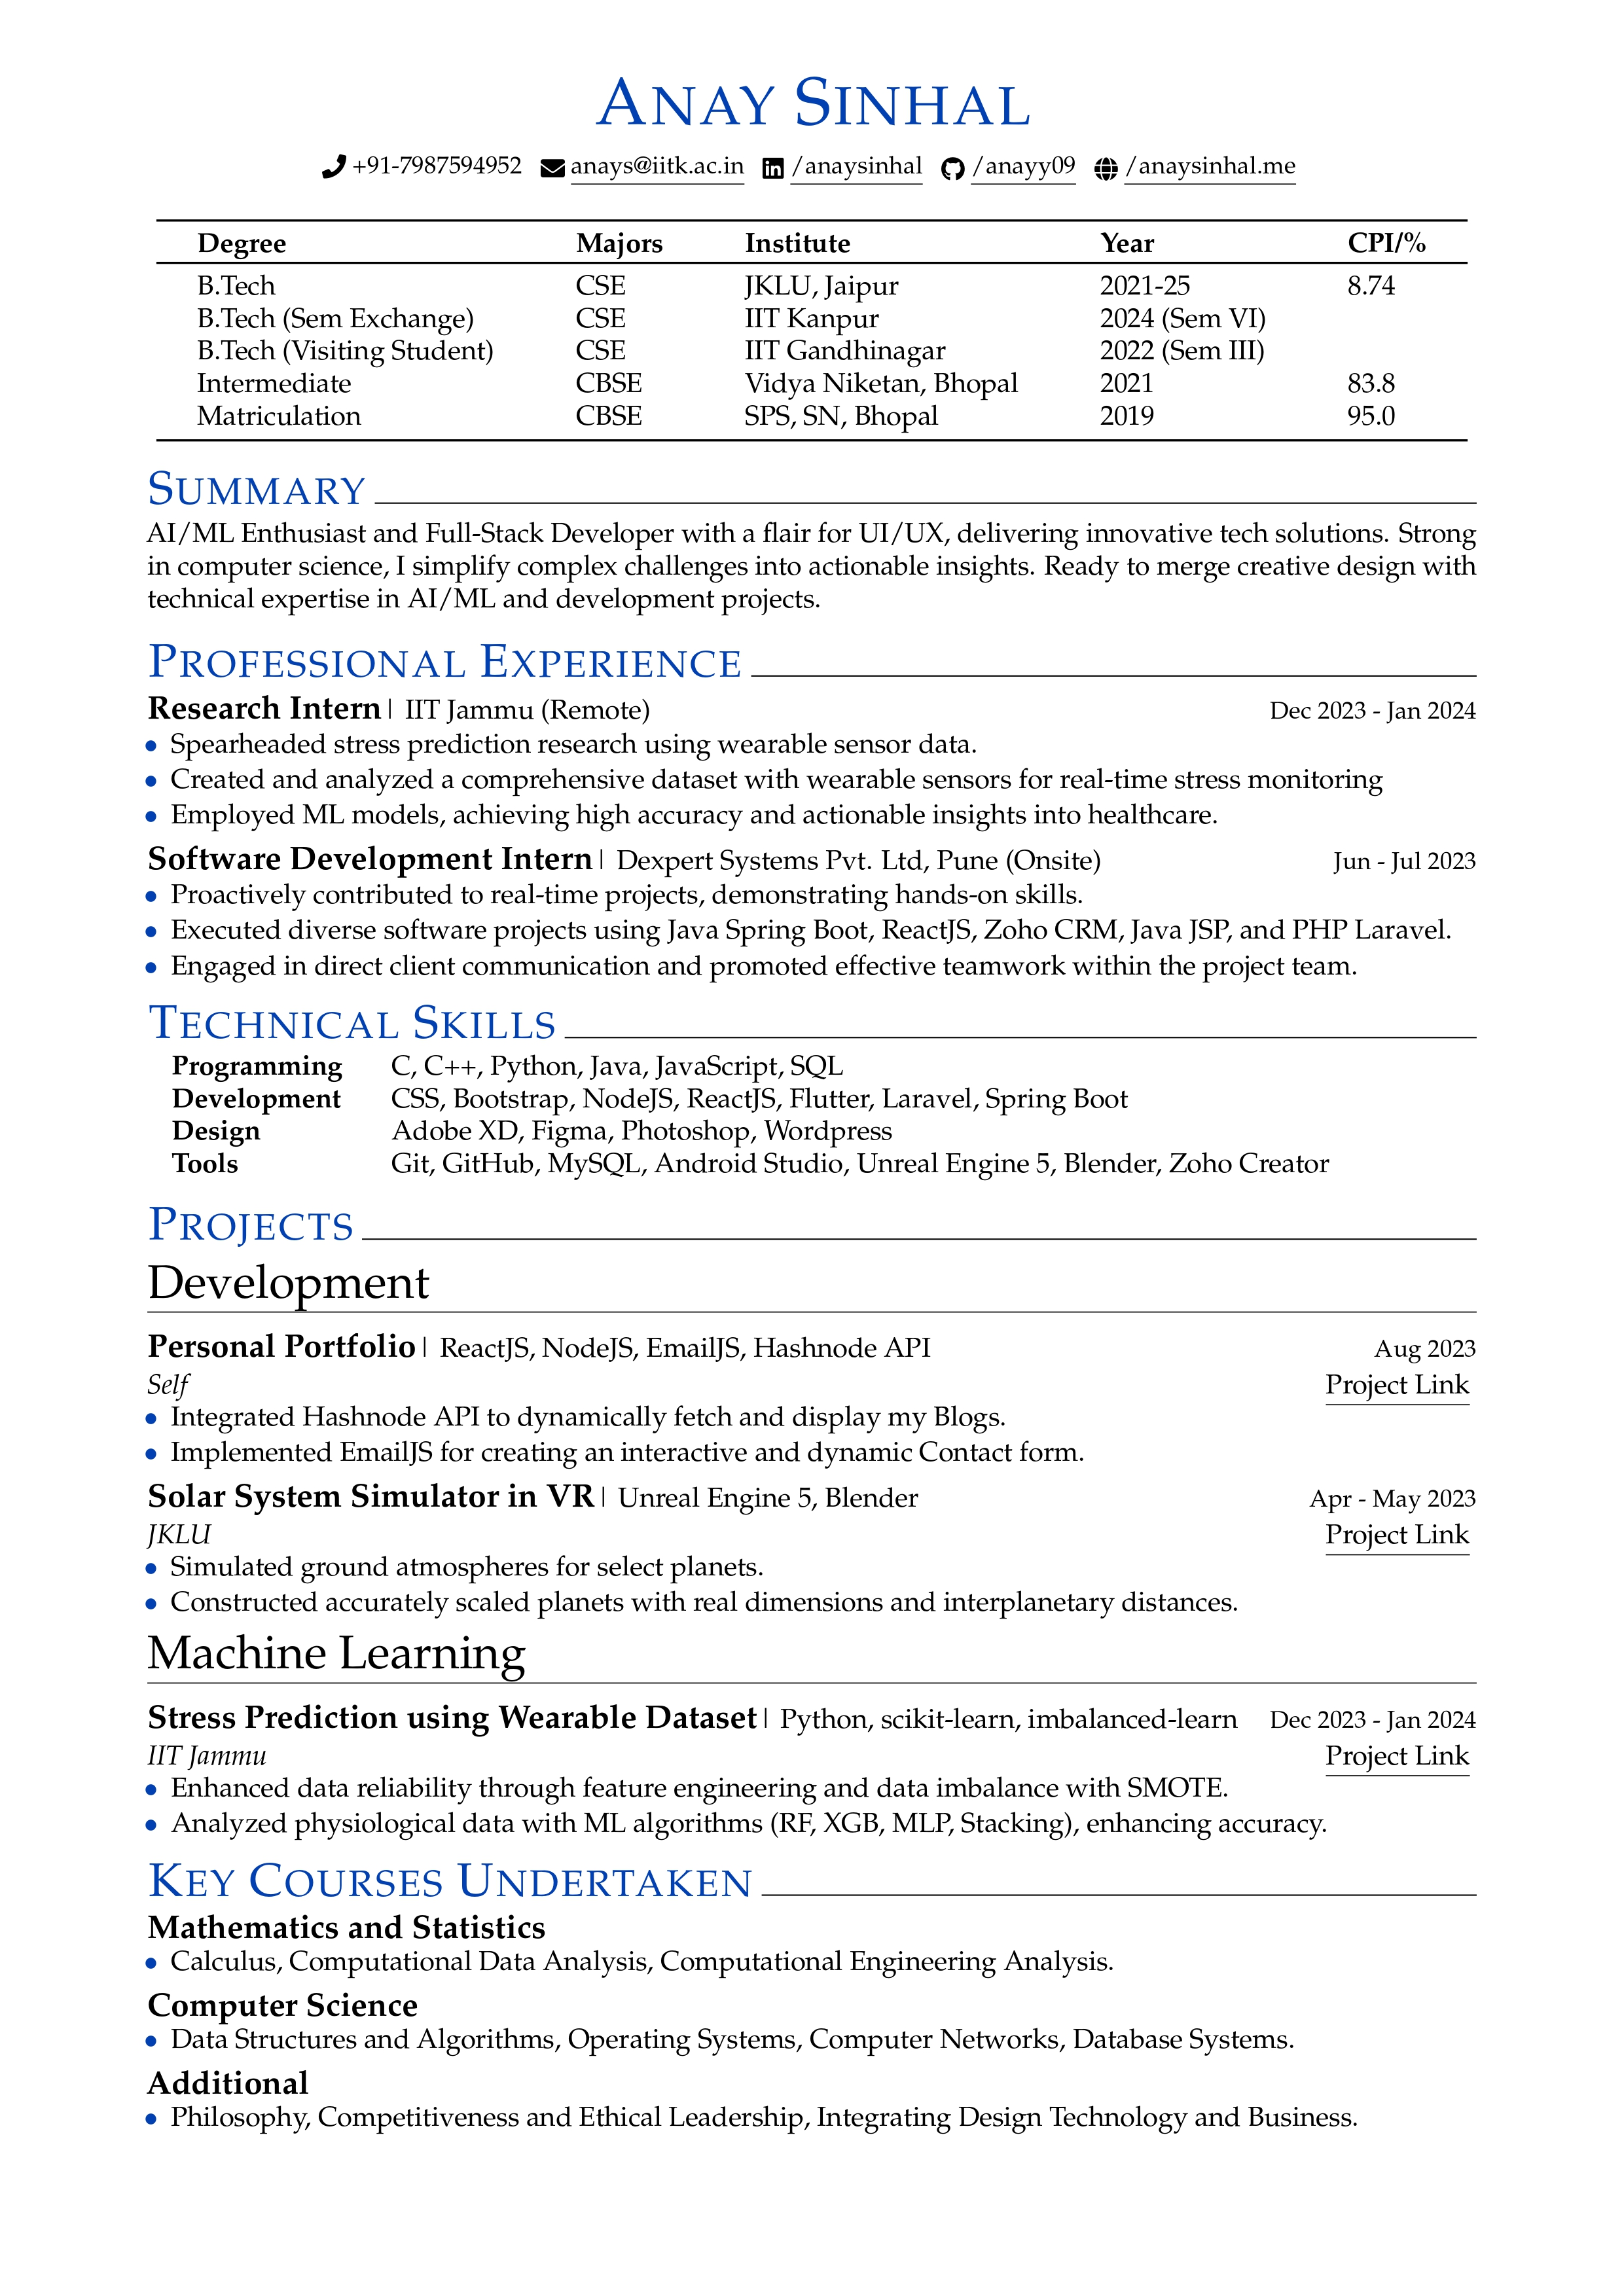 ANAY SINHAL
+91-7987594952 anays@iitk.ac.in /anaysinhal /anayy09 /anaysinhal.me
Degree Majors Institute Year CPI/%
B.Tech CSE JKLU, Jaipur 2021-25 8.74
B.Tech (Sem Exchange) CSE IIT Kanpur 2024 (Sem VI)
B.Tech (Visiting Student) CSE IIT Gandhinagar 2022 (Sem III)
Intermediate CBSE Vidya Niketan, Bhopal 2021 83.8
Matriculation CBSE SPS, SN, Bhopal 2019 95.0
SUMMARY
AI/ML Enthusiast and Full-Stack Developer with a flair for UI/UX, delivering innovative tech solutions. Strong
in computer science, I simplify complex challenges into actionable insights. Ready to merge creative design with
technical expertise in AI/ML and development projects.
PROFESSIONAL EXPERIENCE
Research Intern | IIT Jammu (Remote) Dec 2023 - Jan 2024
• Spearheaded stress prediction research using wearable sensor data.
• Created and analyzed a comprehensive dataset with wearable sensors for real-time stress monitoring
• Employed ML models, achieving high accuracy and actionable insights into healthcare.
Software Development Intern | Dexpert Systems Pvt. Ltd, Pune (Onsite) Jun - Jul 2023
• Proactively contributed to real-time projects, demonstrating hands-on skills.
• Executed diverse software projects using Java Spring Boot, ReactJS, Zoho CRM, Java JSP, and PHP Laravel.
• Engaged in direct client communication and promoted effective teamwork within the project team.
TECHNICAL SKILLS
Programming C, C++, Python, Java, JavaScript, SQL
Development CSS, Bootstrap, NodeJS, ReactJS, Flutter, Laravel, Spring Boot
Design Adobe XD, Figma, Photoshop, Wordpress
Tools Git, GitHub, MySQL, Android Studio, Unreal Engine 5, Blender, Zoho Creator
PROJECTS
Development
Personal Portfolio | ReactJS, NodeJS, EmailJS, Hashnode API Aug 2023
Self Project Link
• Integrated Hashnode API to dynamically fetch and display my Blogs.
• Implemented EmailJS for creating an interactive and dynamic Contact form.
Solar System Simulator in VR | Unreal Engine 5, Blender Apr - May 2023
JKLU Project Link
• Simulated ground atmospheres for select planets.
• Constructed accurately scaled planets with real dimensions and interplanetary distances.
Machine Learning
Stress Prediction using Wearable Dataset | Python, scikit-learn, imbalanced-learn Dec 2023 - Jan 2024
IIT Jammu Project Link
• Enhanced data reliability through feature engineering and data imbalance with SMOTE.
• Analyzed physiological data with ML algorithms (RF, XGB, MLP, Stacking), enhancing accuracy.
KEY COURSES UNDERTAKEN
Mathematics and Statistics
• Calculus, Computational Data Analysis, Computational Engineering Analysis.
Computer Science
• Data Structures and Algorithms, Operating Systems, Computer Networks, Database Systems.
Additional
• Philosophy, Competitiveness and Ethical Leadership, Integrating Design Technology and Business.